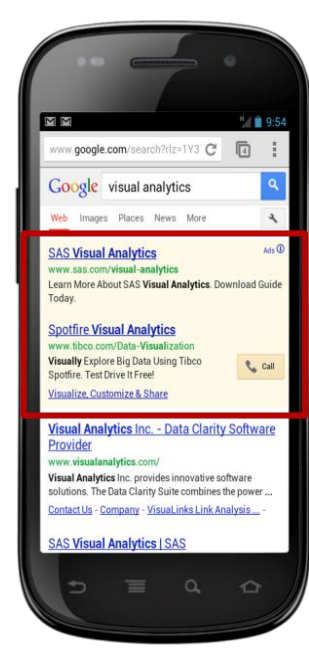 9:54
www.google.com/search?rlz=1Y3
4
Google visual analytics
Web Images Places News More
SAS Visual Analytics
Ads
www.sas.com/visual-analytics
Learn More About SAS Visual Analytics. Download Guide
Today.
Spotfire Visual Analytics
www.tibco.com/Data-Visualization
Visually Explore Big Data Using Tibco
Spotfire. Test Drive It Free!
Call
Visualize, Customize & Share
Visual Analytics Inc. - Data Clarity Software
Provider
www.visualanalytics.com/
Visual Analytics Inc. provides innovative software
solutions. The Data Clarity Suite combines the power ...
Contact Us - Company - VisuaLinks Link Analysis ... -
SAS Visual Analytics | SAS